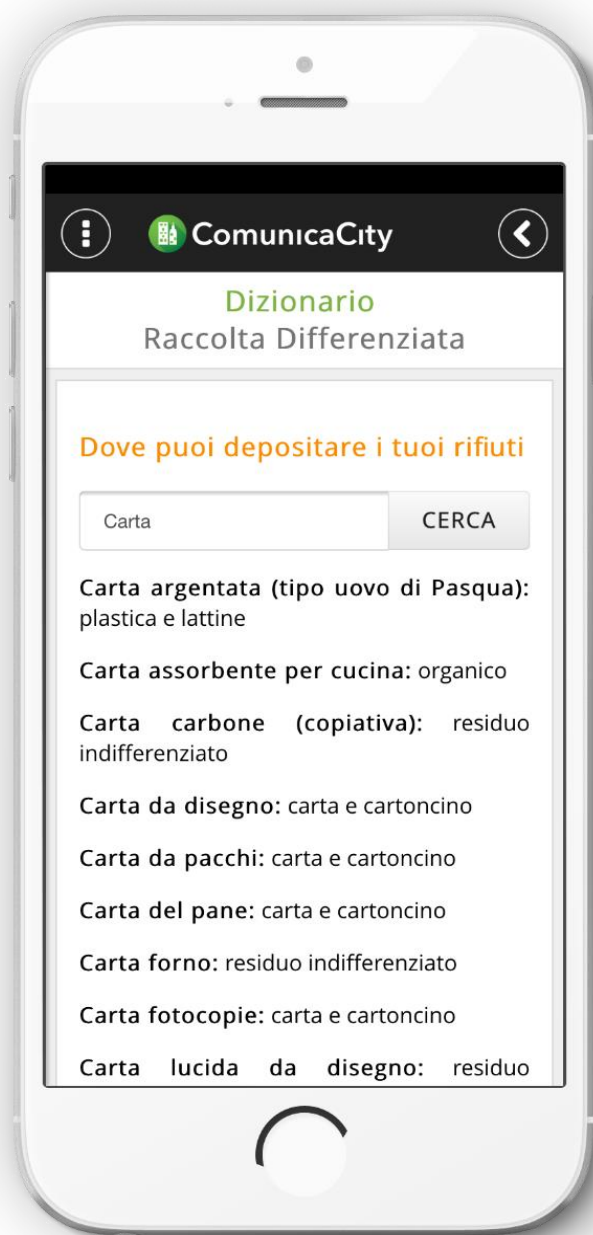 ComunicaCity
Dizionario
Raccolta Differenziata
Dove puoi depositare i tuoi rifiuti
Carta CERCA
Carta argentata (tipo uovo di Pasqua):
plastica e lattine
Carta assorbente per cucina: organico
Carta carbone (copiativa): residuo
indifferenziato
Carta da disegno: carta e cartoncino
Carta da pacchi: carta e cartoncino
Carta del pane: carta e cartoncino
Carta forno: residuo indifferenziato
Carta fotocopie: carta e cartoncino
Carta lucida da disegno: residuo